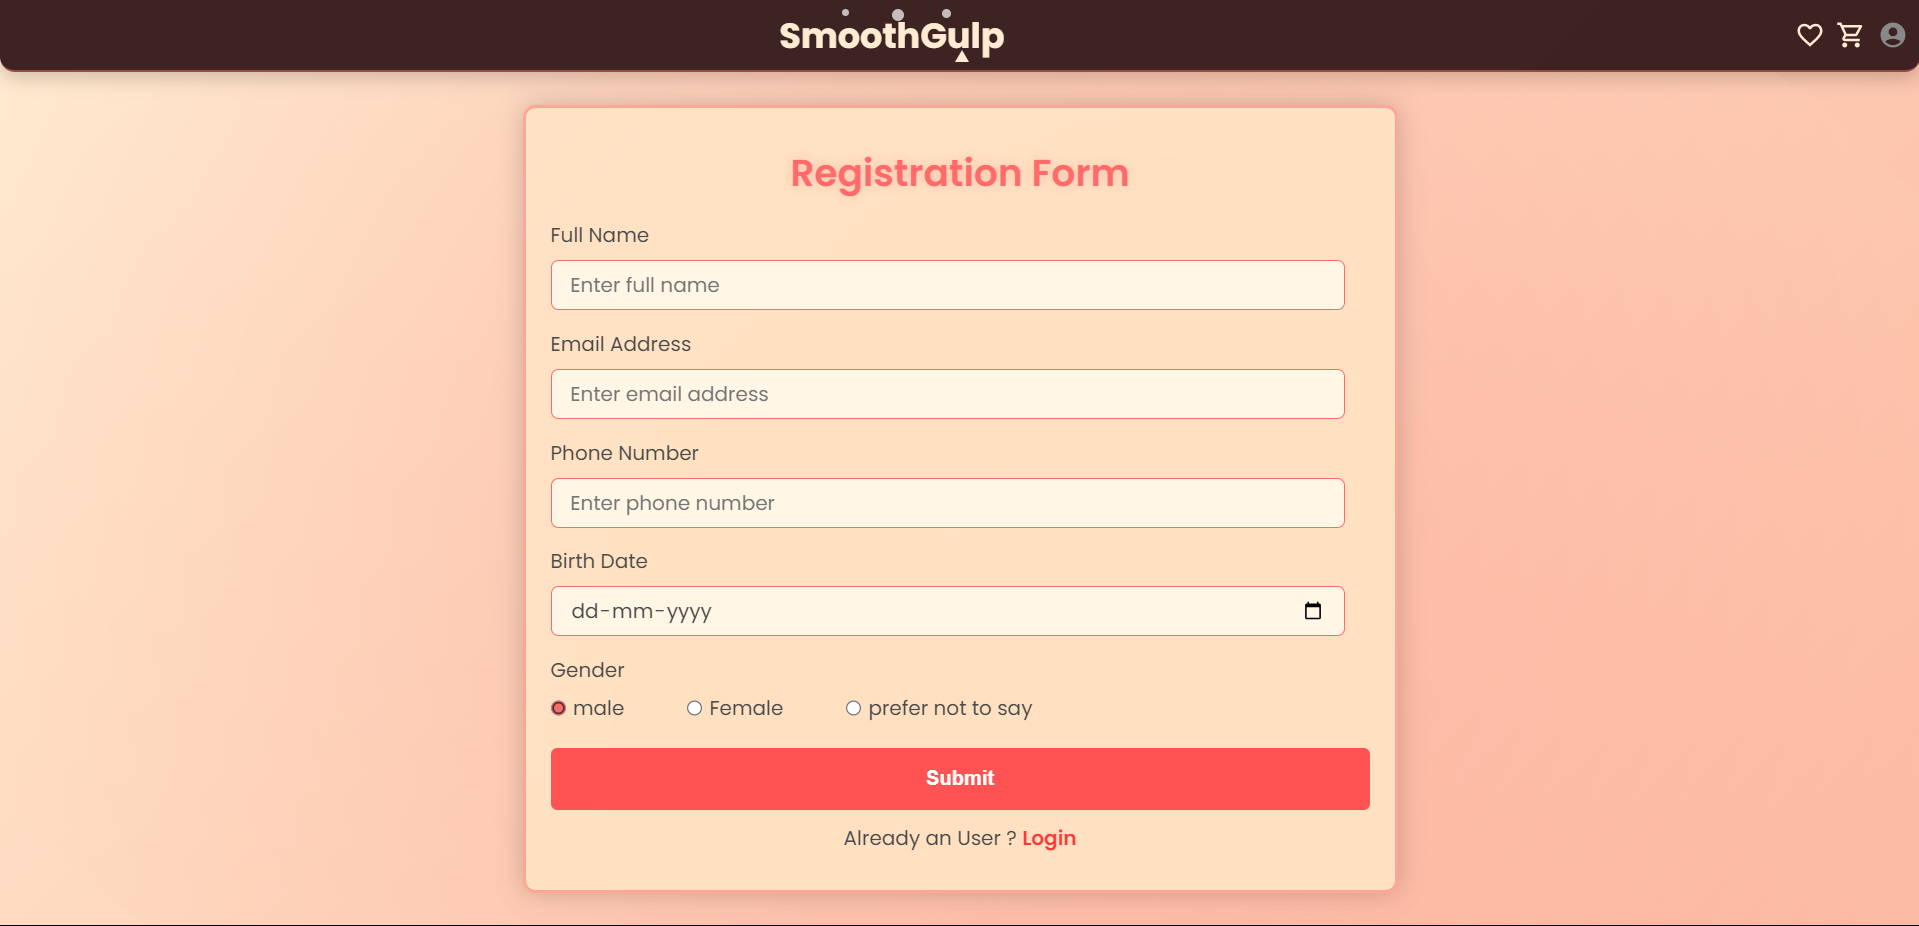 SmoothGulp
Registration Form
Full Name
Enter full name
Email Address
Enter email address
Phone Number
Enter phone number
Birth Date
dd-mm-yyyy
Gender
male Female prefer not to say
Submit
Already an User ? Login